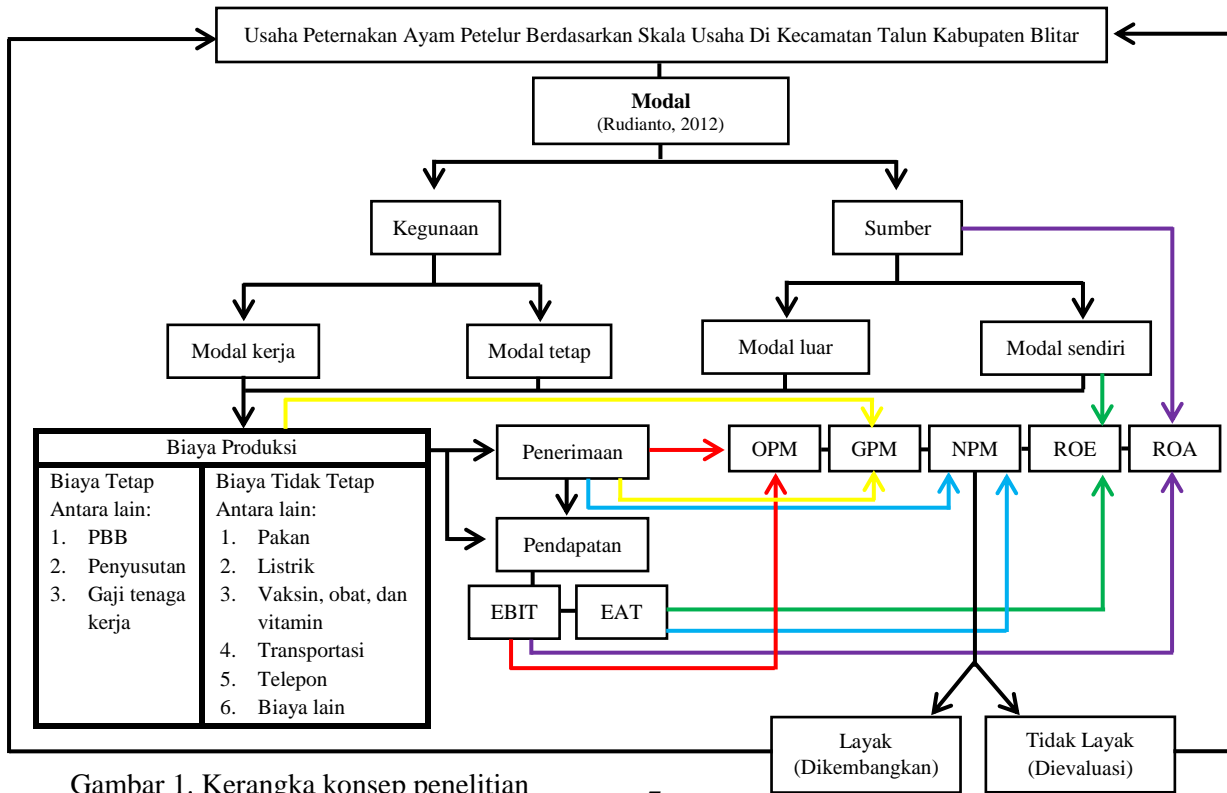 Usaha Peternakan Ayam Petelur Berdasarkan Skala Usaha Di Kecamatan Talun Kabupaten Blitar
Modal
(Rudianto, 2012)
Kegunaan
Sumber
Modal kerja
Modal tetap
Modal luar
Modal sendiri
Biaya Produksi
Biaya Tetap
Antara lain:
1. PBB
2. Penyusutan
3. Gaji tenaga
kerja
Biaya Tidak Tetap
Antara lain:
1. Pakan
2. Listrik
3. Vaksin, obat, dan
vitamin
4. Transportasi
5. Telepon
6. Biaya lain
Penerimaan
Pendapatan
EBIT
EAT
OPM
GPM
NPM
ROE
ROA
Layak
(Dikembangkan)
Tidak Layak
(Dievaluasi)
Gambar 1. Kerangka konsep penelitian